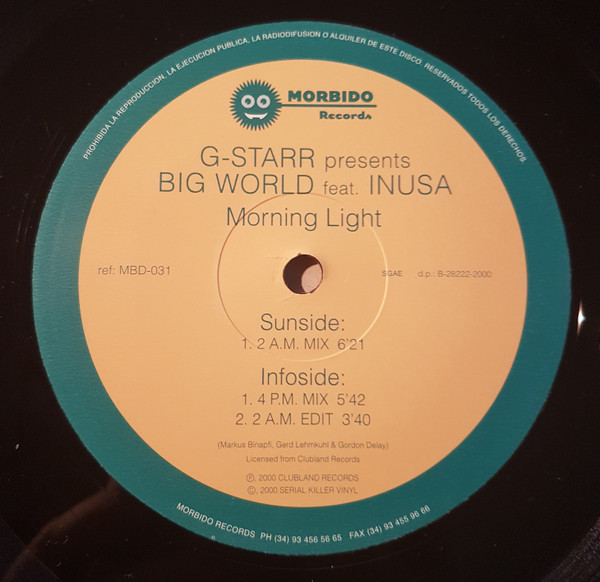 PROHIBIDA LA REPRODUCCION, LA EJECUCION PUBLICA, LA RADIODIFUSION O ALQUILER DE ESTE DISCO. RESERVADOS TODOS LOS DERECHOS.
MORBIDO
Records
G-STARR presents
BIG WORLD feat. INUSA
Morning Light
ref: MBD-031 SGAE d.p.: B-28222-2000
Sunside:
1. 2 A.M. MIX 6'21
Infoside:
1. 4 P.M. MIX 5'42
2. 2 A.M. EDIT 3'40
(Markus Binapfl, Gerd Lehmkuhl & Gordon Delay)
Licensed from Clubland Records
Ⓟ 2000 CLUBLAND RECORDS
©, 2000 SERIAL KILLER VINYL
MORBIDO RECORDS PH (34) 93 456 56 65 FAX (34) 93 455 96 66